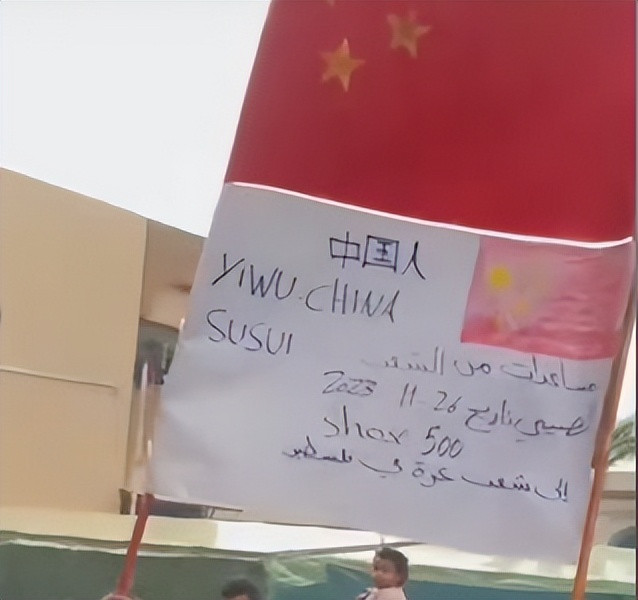 中国人
YIWU.CHINA
SUSUI
مساعدات من الشعب
صيني بتاريخ 26-11 2023
shar 500
إلى شعب غزة في فلسطين